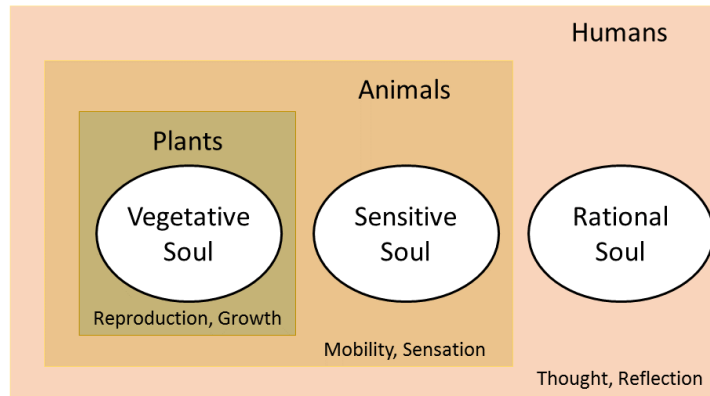 Humans
Animals
Plants
Vegetative
Soul
Sensitive
Soul
Rational
Soul
Reproduction, Growth
Mobility, Sensation
Thought, Reflection